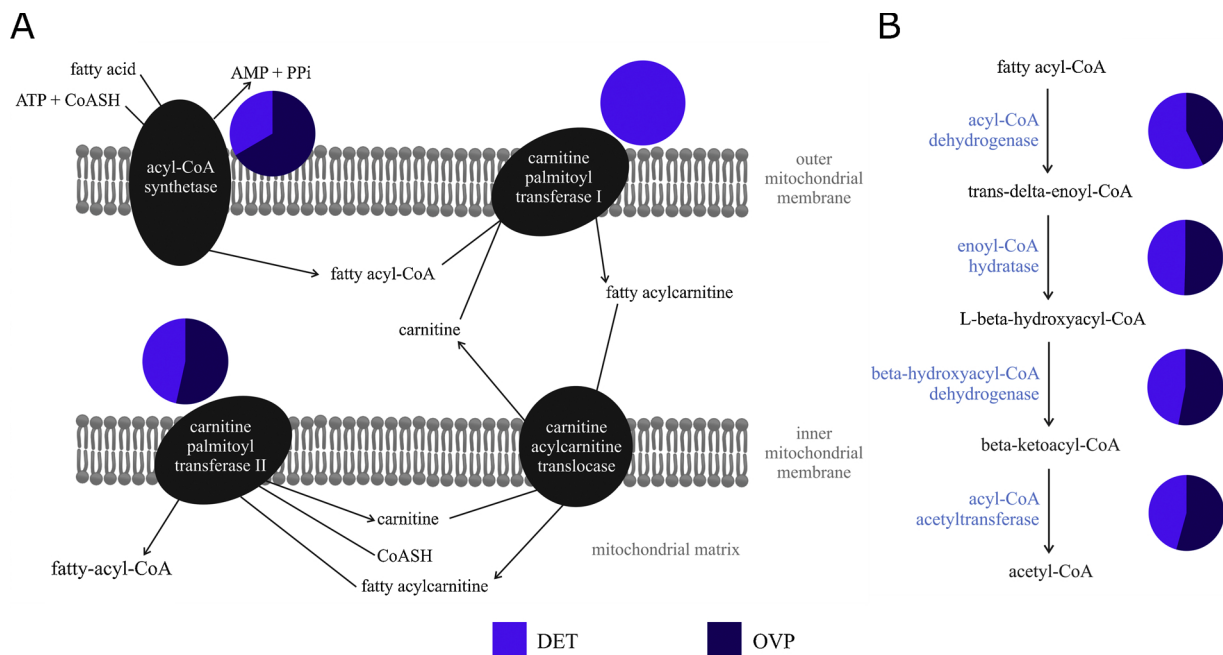 A
fatty acid
ATP + CoASH
AMP + PPi
acyl-CoA
synthetase
carnitine
palmitoyl
transferase I
outer
mitochondrial
membrane
fatty acyl-CoA
fatty acylcarnitine
carnitine
carnitine
palmitoyl
transferase II
carnitine
acylcarnitine
translocase
inner
mitochondrial
membrane
carnitine
CoASH
fatty acylcarnitine
fatty-acyl-CoA
mitochondrial matrix
B
fatty acyl-CoA
acyl-CoA
dehydrogenase
trans-delta-enoyl-CoA
enoyl-CoA
hydratase
L-beta-hydroxyacyl-CoA
beta-hydroxyacyl-CoA
dehydrogenase
beta-ketoacyl-CoA
acyl-CoA
acetyltransferase
acetyl-CoA
DET
OVP